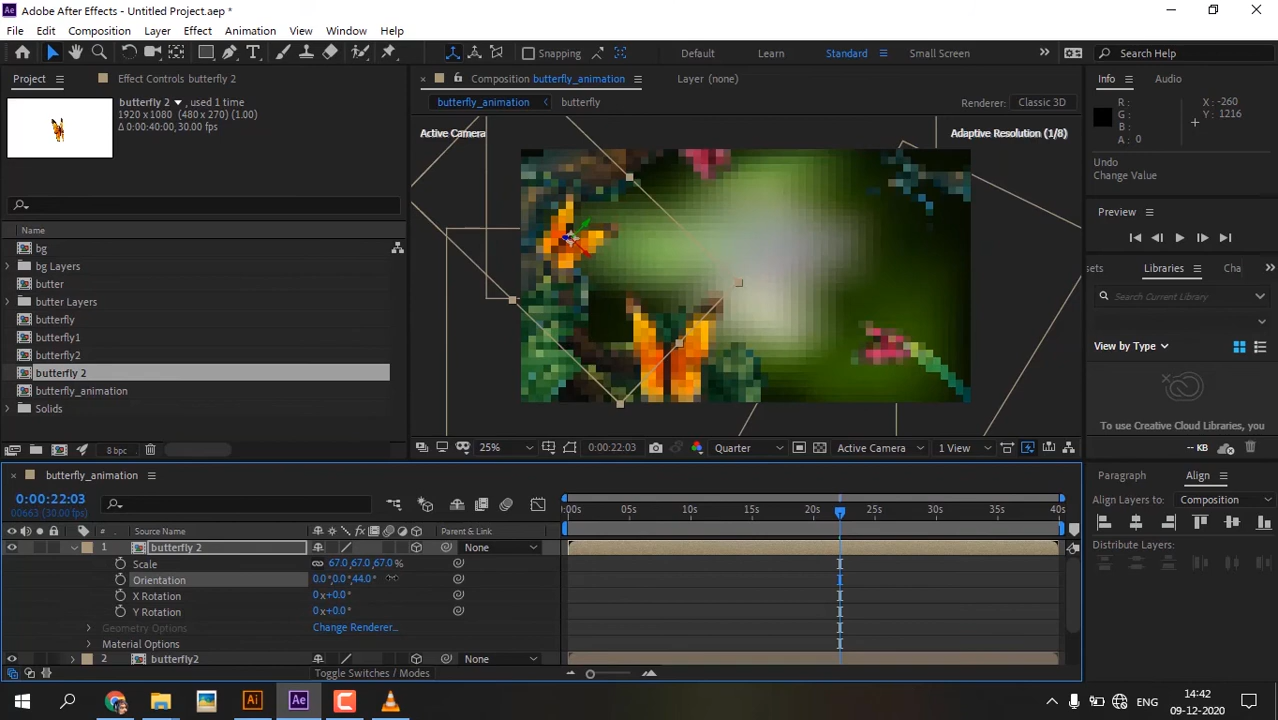 Ae Adobe After Effects - Untitled Project.aep *
File Edit Composition Layer Effect Animation View Window Help
Snapping Default Learn Standard Small Screen Search Help
Project Effect Controls butterfly 2 Composition butterfly_animation Layer (none) Info Audio
butterfly 2 , used 1 time
1920 x 1080 (480 x 270) (1.00)
Δ 0:00:40:00, 30.00 fps
butterfly_animation butterfly Renderer: Classic 3D
R :
G :
B :
A : 0
X : -260
Y : 1216
Active Camera Adaptive Resolution (1/8)
Undo
Change Value
Preview
Name
bg
bg Layers
butter
butter Layers
butterfly
butterfly1
butterfly2
butterfly 2
butterfly_animation
Solids
sets Libraries Cha
Search Current Library
View by Type
To use Creative Cloud Libraries, you
-- KB
8 bpc
25% 0:00:22:03 Quarter Active Camera 1 View
butterfly_animation
0:00:22:03
00663 (30.00 fps)
:00s 05s 10s 15s 20s 25s 30s 35s 40s
# Source Name Parent & Link
1 butterfly 2 None
Scale 67.0,67.0,67.0 %
Orientation 0.0°,0.0°,44.0°
X Rotation 0x+0.0°
Y Rotation 0x+0.0°
Geometry Options Change Renderer...
Material Options
2 butterfly2 None
Toggle Switches / Modes
Paragraph Align
Align Layers to: Composition
Distribute Layers:
Ai Ae
ENG
14:42
09-12-2020